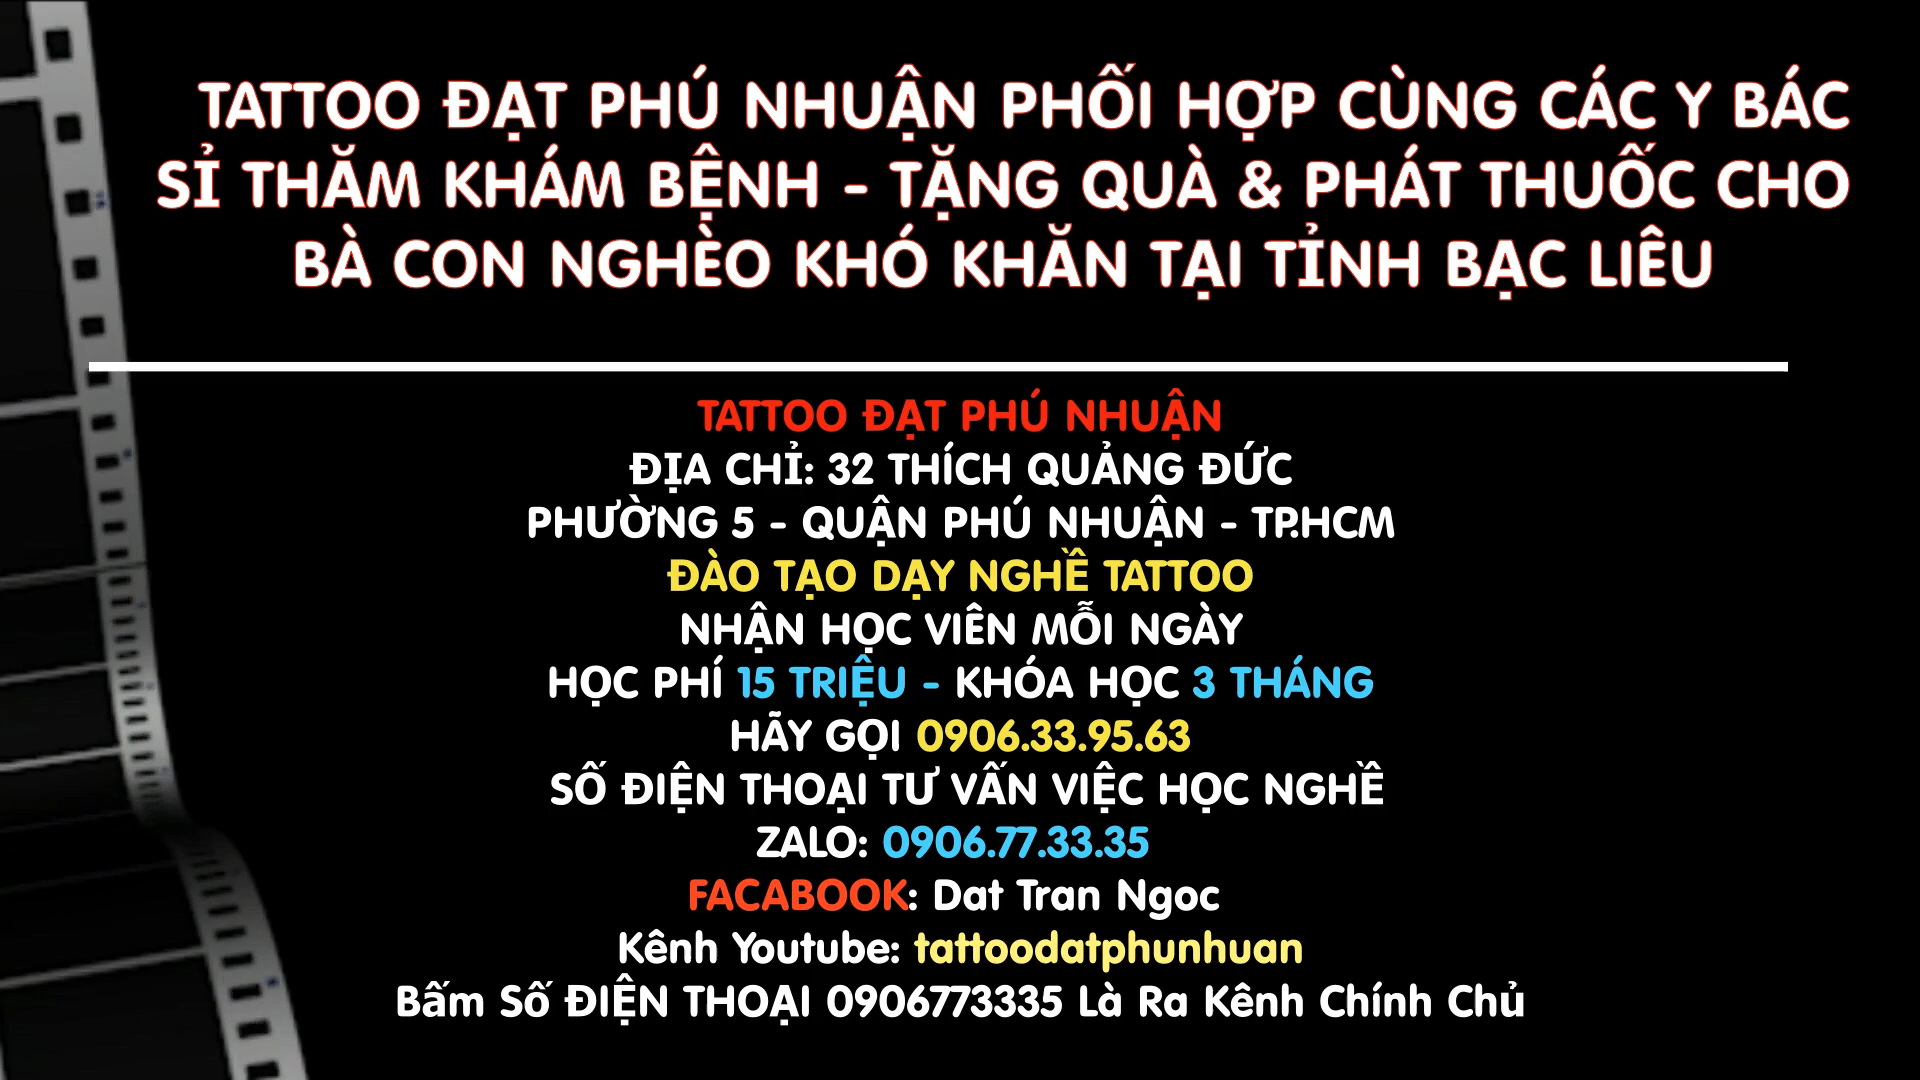 TATTOO ĐẠT PHÚ NHUẬN PHỐI HỢP CÙNG CÁC Y BÁC
SỈ THĂM KHÁM BỆNH - TẶNG QUÀ & PHÁT THUỐC CHO
BÀ CON NGHÈO KHÓ KHĂN TẠI TỈNH BẠC LIÊU
TATTOO ĐẠT PHÚ NHUẬN
ĐỊA CHỈ: 32 THÍCH QUẢNG ĐỨC
PHƯỜNG 5 - QUẬN PHÚ NHUẬN - TP.HCM
ĐÀO TẠO DẠY NGHỀ TATTOO
NHẬN HỌC VIÊN MỖI NGÀY
HỌC PHÍ 15 TRIỆU - KHÓA HỌC 3 THÁNG
HÃY GỌI 0906.33.95.63
SỐ ĐIỆN THOẠI TƯ VẤN VIỆC HỌC NGHỀ
ZALO: 0906.77.33.35
FACABOOK: Dat Tran Ngoc
Kênh Youtube: tattoodatphunhuan
Bấm Số ĐIỆN THOẠI 0906773335 Là Ra Kênh Chính Chủ